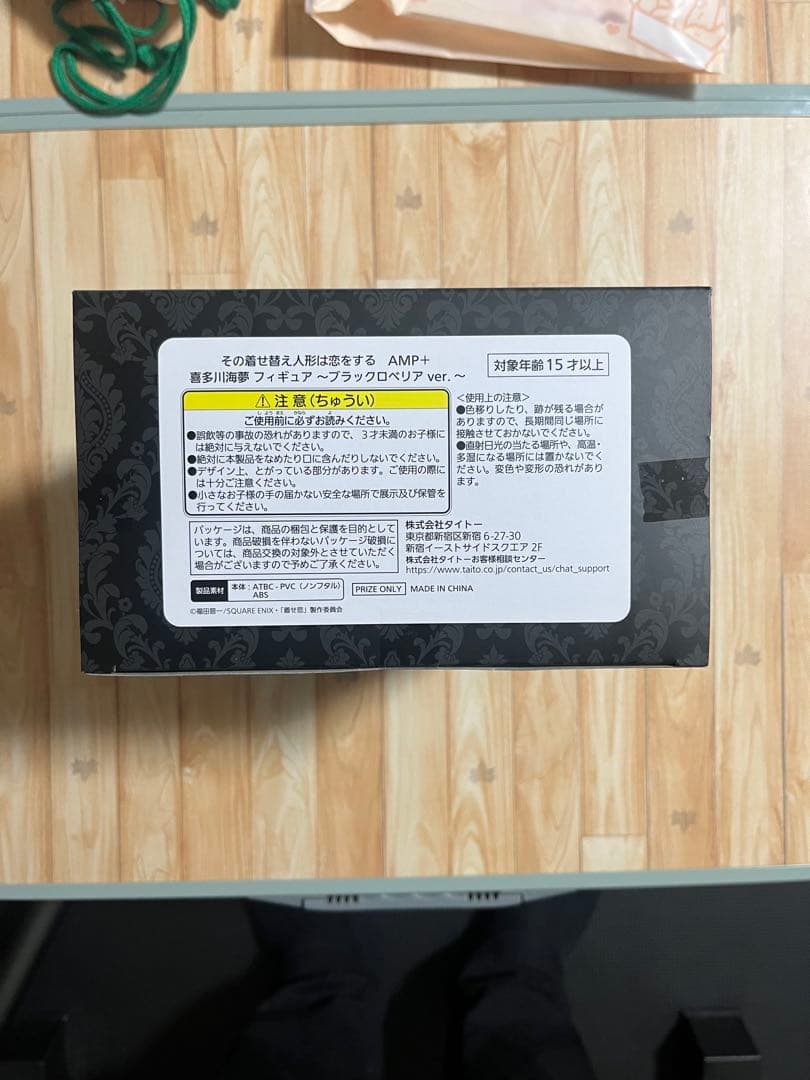 その着せ替え人形は恋をする AMP+
喜多川海夢 フィギュア ～ブラックロベリア ver.～
対象年齢 15 才以上
⚠ 注意(ちゅうい)
ご使用前に必ずお読みください。
●誤飲等の事故の恐れがありますので、3才未満のお子様に
は絶対に与えないでください。
●絶対に本製品をなめたり口に含んだりしないでください。
●デザイン上、とがっている部分があります。ご使用の際に
は十分ご注意ください。
●小さなお子様の手の届かない安全な場所で展示及び保管を
行ってください。
<使用上の注意>
●色移りしたり、跡が残る場合が
ありますので、長期間同じ場所に
接触させておかないでください。
●直射日光の当たる場所や、高温・
多湿になる場所には置かないでく
ださい。変色や変形の恐れがあり
ます。
パッケージは、商品の梱包と保護を目的として
います。商品破損を伴わないパッケージ破損に
ついては、商品交換の対象外とさせていただく
場合がございますので予めご了承ください。
株式会社タイトー
東京都新宿区新宿 6-27-30
新宿イーストサイドスクエア 2F
株式会社タイトーお客様相談センター
https://www.taito.co.jp/contact_us/chat_support
製品素材 本体:ATBC-PVC(ノンフタル)
ABS
PRIZE ONLY MADE IN CHINA
©福田晋一/SQUARE ENIX・「着せ恋」製作委員会